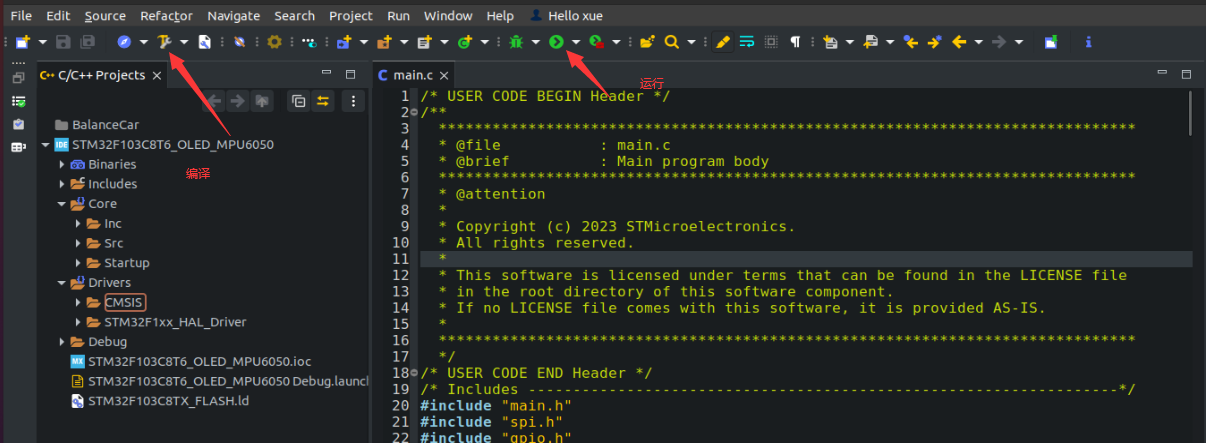 File Edit Source Refactor Navigate Search Project Run Window Help Hello xue
C/C++ Projects
main.c
运行
编译
BalanceCar
IDE STM32F103C8T6_OLED_MPU6050
Binaries
Includes
Core
Inc
Src
Startup
Drivers
CMSIS
STM32F1xx_HAL_Driver
Debug
MX STM32F103C8T6_OLED_MPU6050.ioc
STM32F103C8T6_OLED_MPU6050 Debug.launch
STM32F103C8TX_FLASH.ld
1 /* USER CODE BEGIN Header */
2 /**
3 ******************************************************************************
4 * @file : main.c
5 * @brief : Main program body
6 ******************************************************************************
7 * @attention
8 *
9 * Copyright (c) 2023 STMicroelectronics.
10 * All rights reserved.
11 *
12 * This software is licensed under terms that can be found in the LICENSE file
13 * in the root directory of this software component.
14 * If no LICENSE file comes with this software, it is provided AS-IS.
15 *
16 ******************************************************************************
17 */
18 /* USER CODE END Header */
19 /* Includes ------------------------------------------------------------------*/
20 #include "main.h"
21 #include "spi.h"
22 #include "gpio.h"